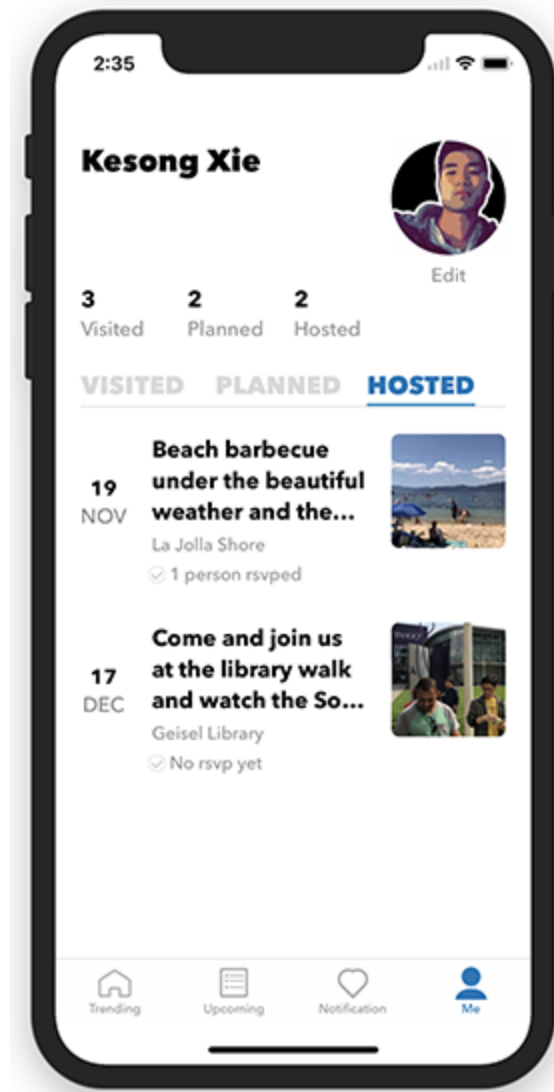 2:35
Kesong Xie
Edit
3 2 2
Visited Planned Hosted
VISITED PLANNED HOSTED
Beach barbecue
under the beautiful
weather and the...
19
NOV
La Jolla Shore
1 person rsvped
Come and join us
at the library walk
and watch the So...
17
DEC
Geisel Library
No rsvp yet
YAHOO!
Trending Upcoming Notification Me